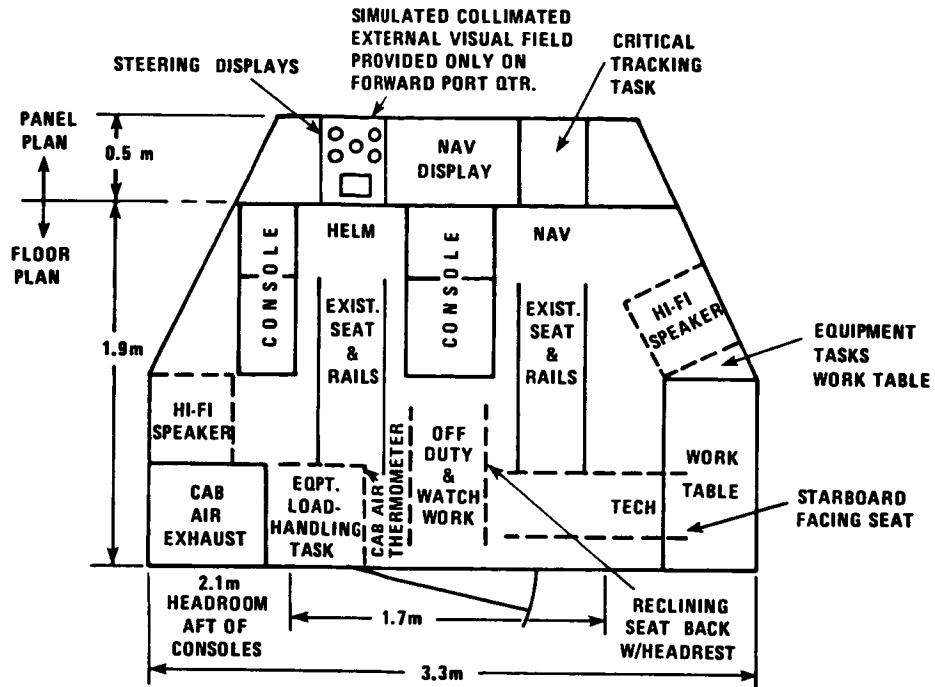 SIMULATED COLLIMATED
EXTERNAL VISUAL FIELD
PROVIDED ONLY ON
FORWARD PORT QTR.
CRITICAL
TRACKING
TASK
STEERING DISPLAYS
PANEL
PLAN
0.5 m
NAV
DISPLAY
FLOOR
PLAN
HELM
NAV
CONSOLE
CONSOLE
EXIST.
SEAT
&
RAILS
EXIST.
SEAT
&
RAILS
HI-FI
SPEAKER
EQUIPMENT
TASKS
WORK TABLE
1.9m
HI-FI
SPEAKER
CAB
AIR
EXHAUST
EQPT.
LOAD-
HANDLING
TASK
CAB AIR
THERMOMETER
OFF
DUTY
&
WATCH
WORK
TECH
WORK
TABLE
STARBOARD
FACING SEAT
2.1m
HEADROOM
AFT OF
CONSOLES
1.7m
RECLINING
SEAT BACK
W/HEADREST
3.3m